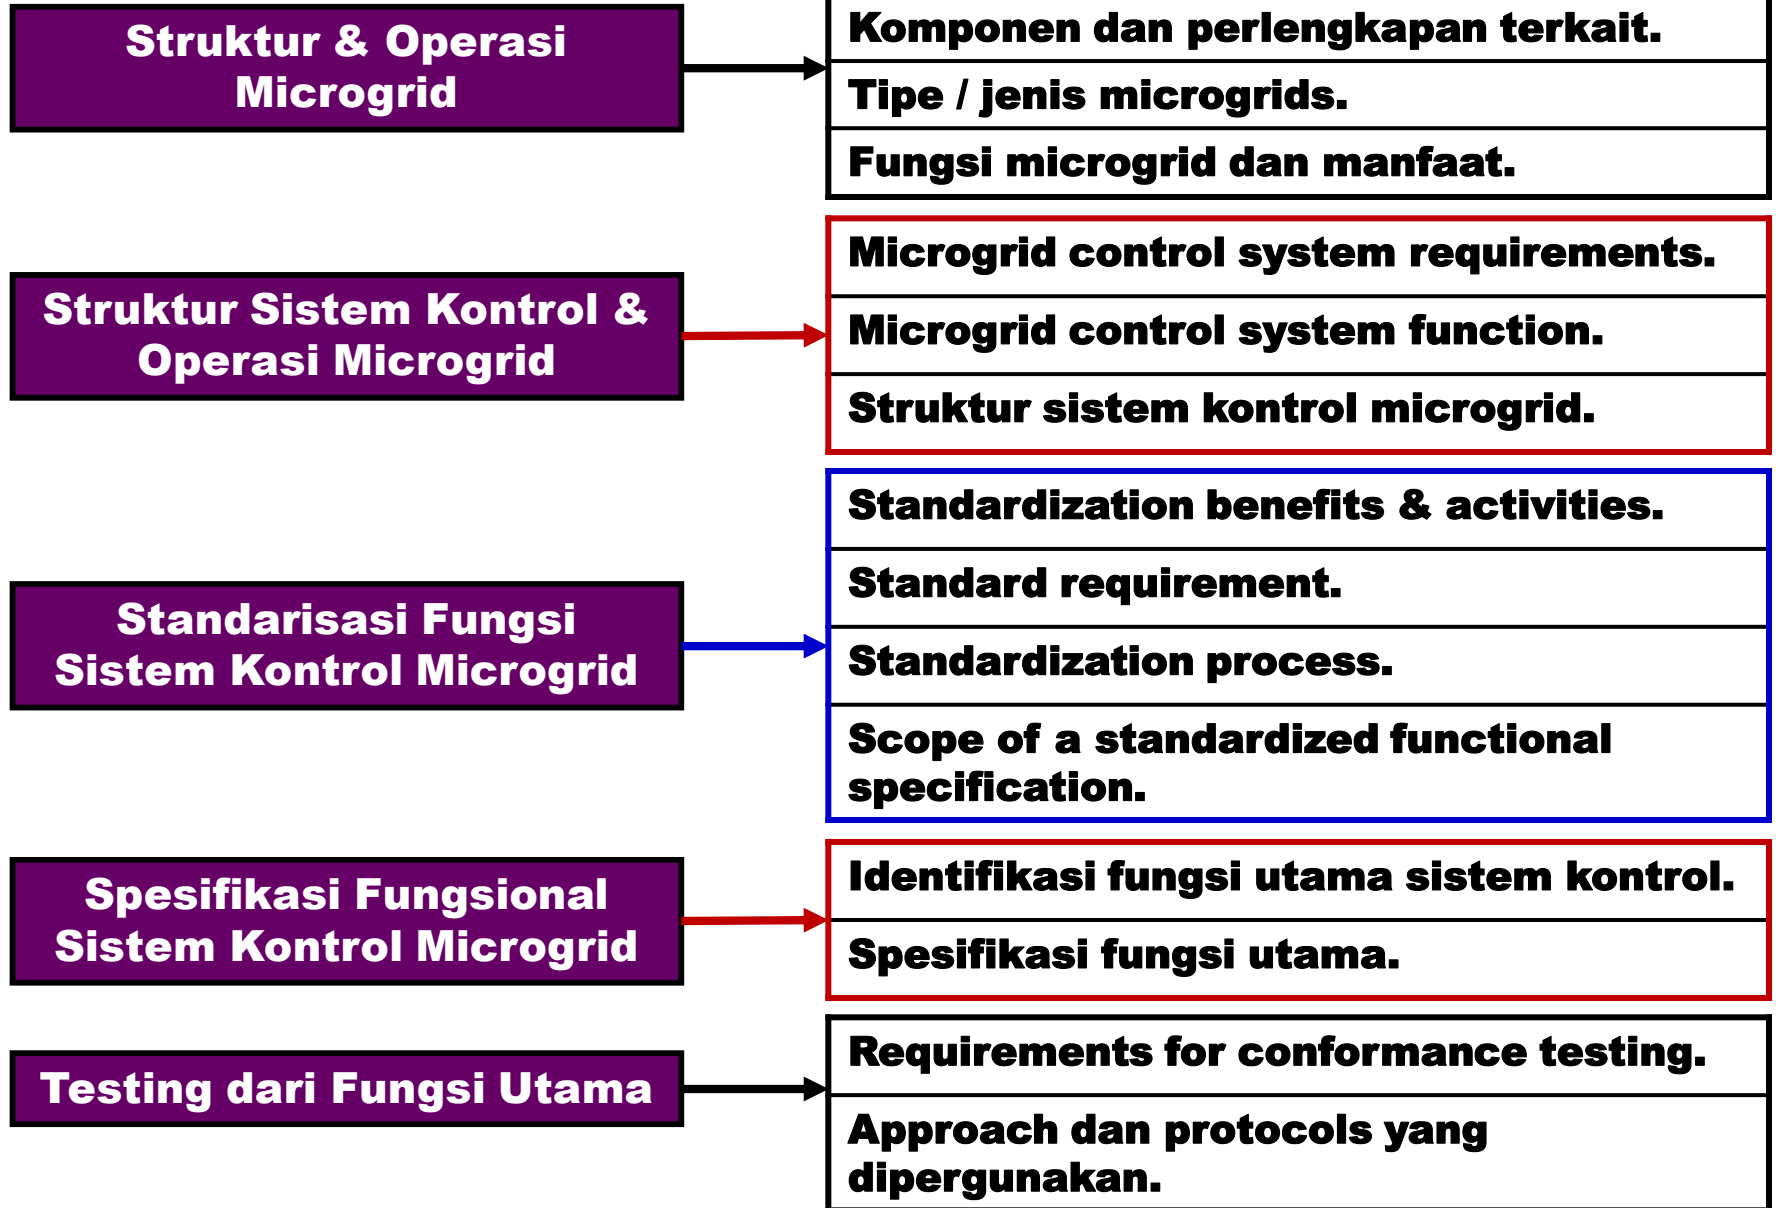 Struktur & Operasi
Microgrid
Komponen dan perlengkapan terkait.
Tipe / jenis microgrids.
Fungsi microgrid dan manfaat.
Struktur Sistem Kontrol &
Operasi Microgrid
Microgrid control system requirements.
Microgrid control system function.
Struktur sistem kontrol microgrid.
Standarisasi Fungsi
Sistem Kontrol Microgrid
Standardization benefits & activities.
Standard requirement.
Standardization process.
Scope of a standardized functional
specification.
Spesifikasi Fungsional
Sistem Kontrol Microgrid
Identifikasi fungsi utama sistem kontrol.
Spesifikasi fungsi utama.
Testing dari Fungsi Utama
Requirements for conformance testing.
Approach dan protocols yang
dipergunakan.